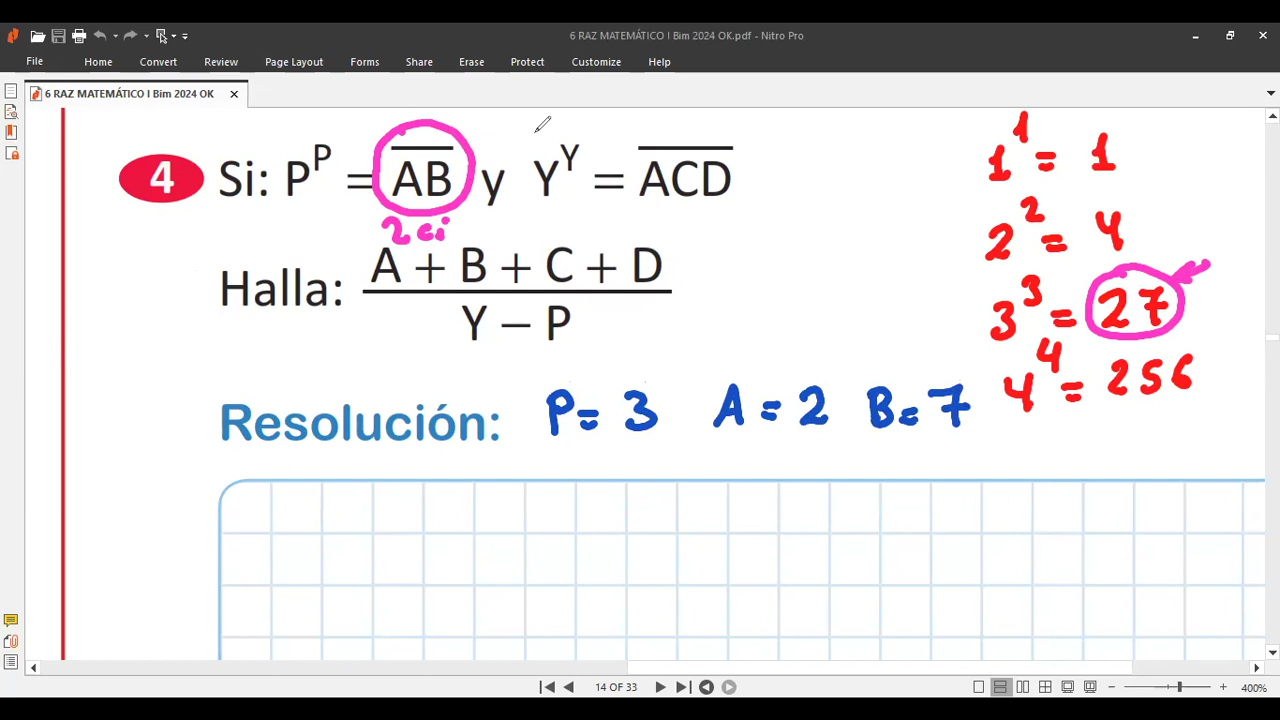 6 RAZ MATEMÁTICO I Bim 2024 OK.pdf - Nitro Pro
File Home Convert Review Page Layout Forms Share Erase Protect Customize Help
6 RAZ MATEMÁTICO I Bim 2024 OK
4 Si: P^P = AB y Y^Y = ACD
2 ci
Halla: A + B + C + D
Y – P
1^1 = 1
2^2 = 4
3^3 = 27
4^4 = 256
Resolución: P = 3 A = 2 B = 7
14 OF 33
400%